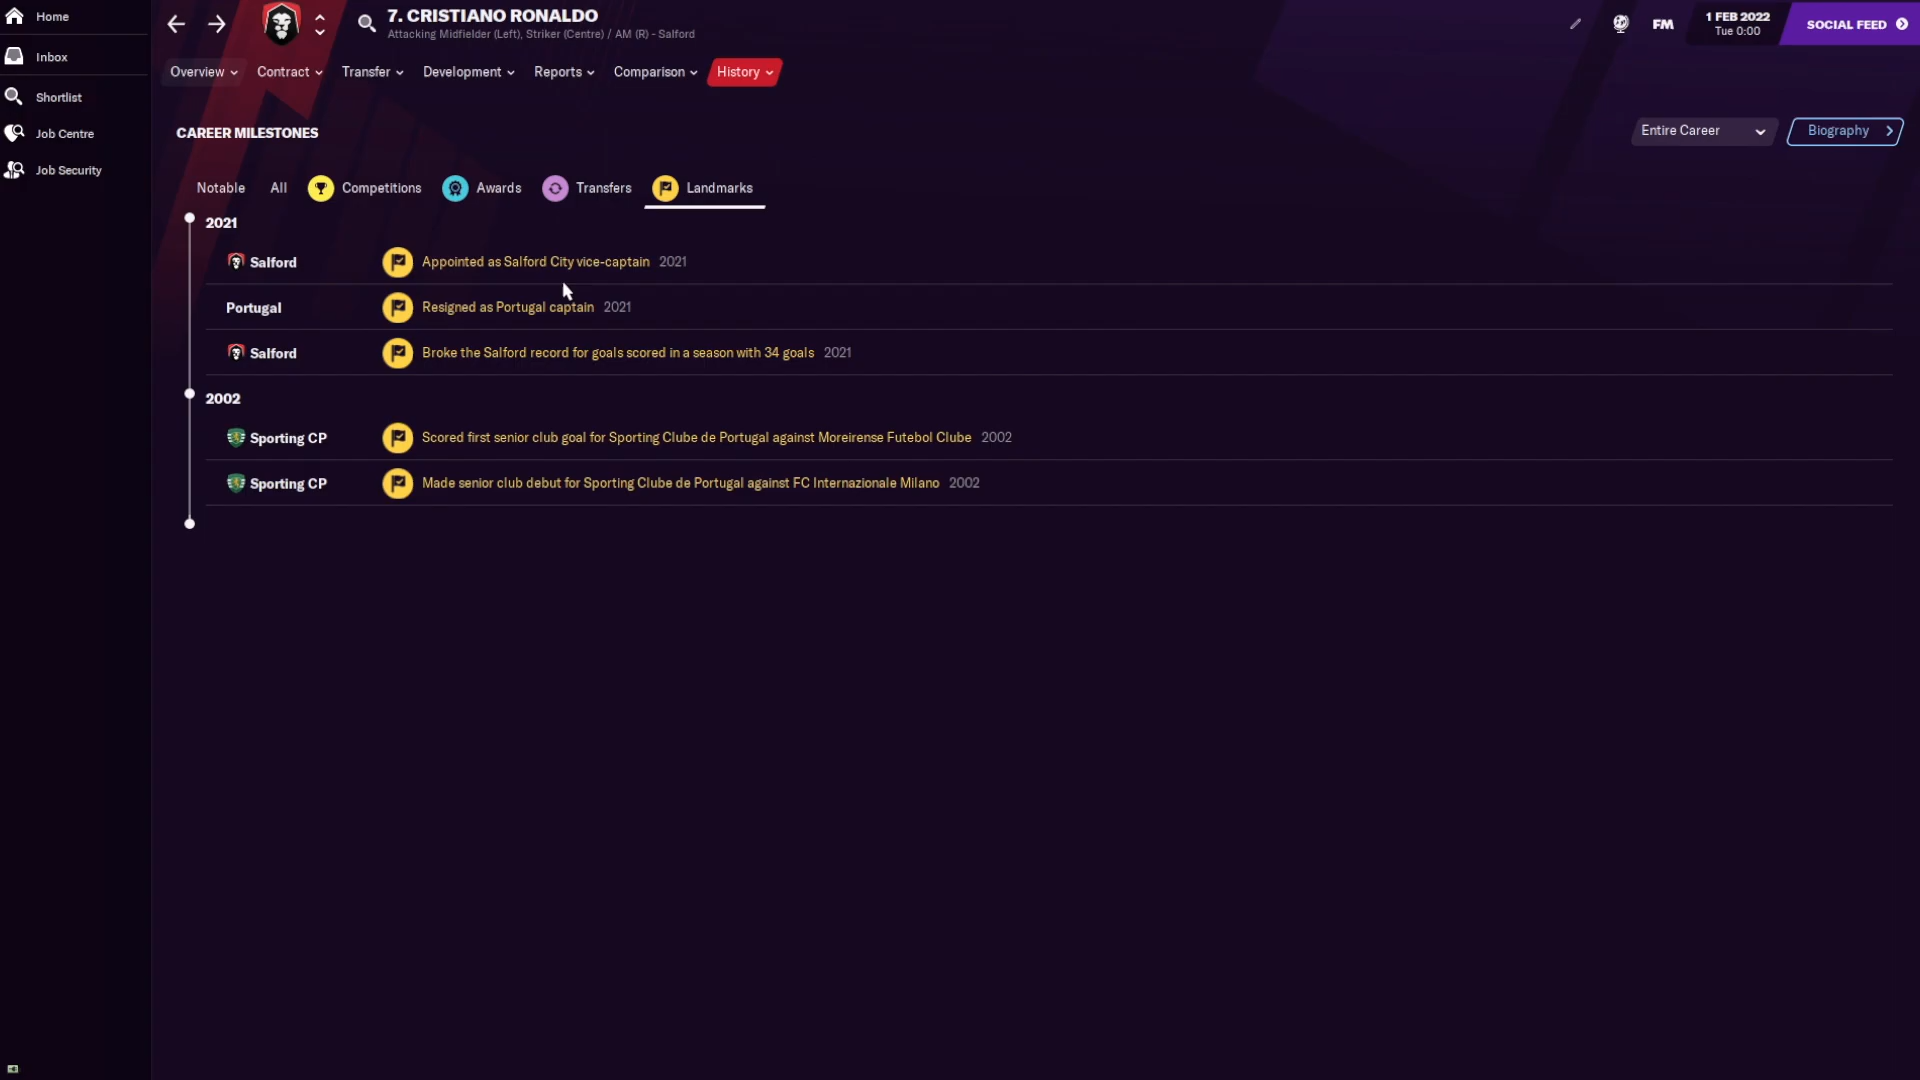 Home
Inbox
Shortlist
Job Centre
Job Security
7. CRISTIANO RONALDO
Attacking Midfielder (Left), Striker (Centre) / AM (R) - Salford
FM
1 FEB 2022
Tue 0:00
SOCIAL FEED
Overview
Contract
Transfer
Development
Reports
Comparison
History
CAREER MILESTONES
Entire Career
Biography
Notable
All
Competitions
Awards
Transfers
Landmarks
2021
Salford Appointed as Salford City vice-captain 2021
Portugal Resigned as Portugal captain 2021
Salford Broke the Salford record for goals scored in a season with 34 goals 2021
2002
Sporting CP Scored first senior club goal for Sporting Clube de Portugal against Moreirense Futebol Clube 2002
Sporting CP Made senior club debut for Sporting Clube de Portugal against FC Internazionale Milano 2002